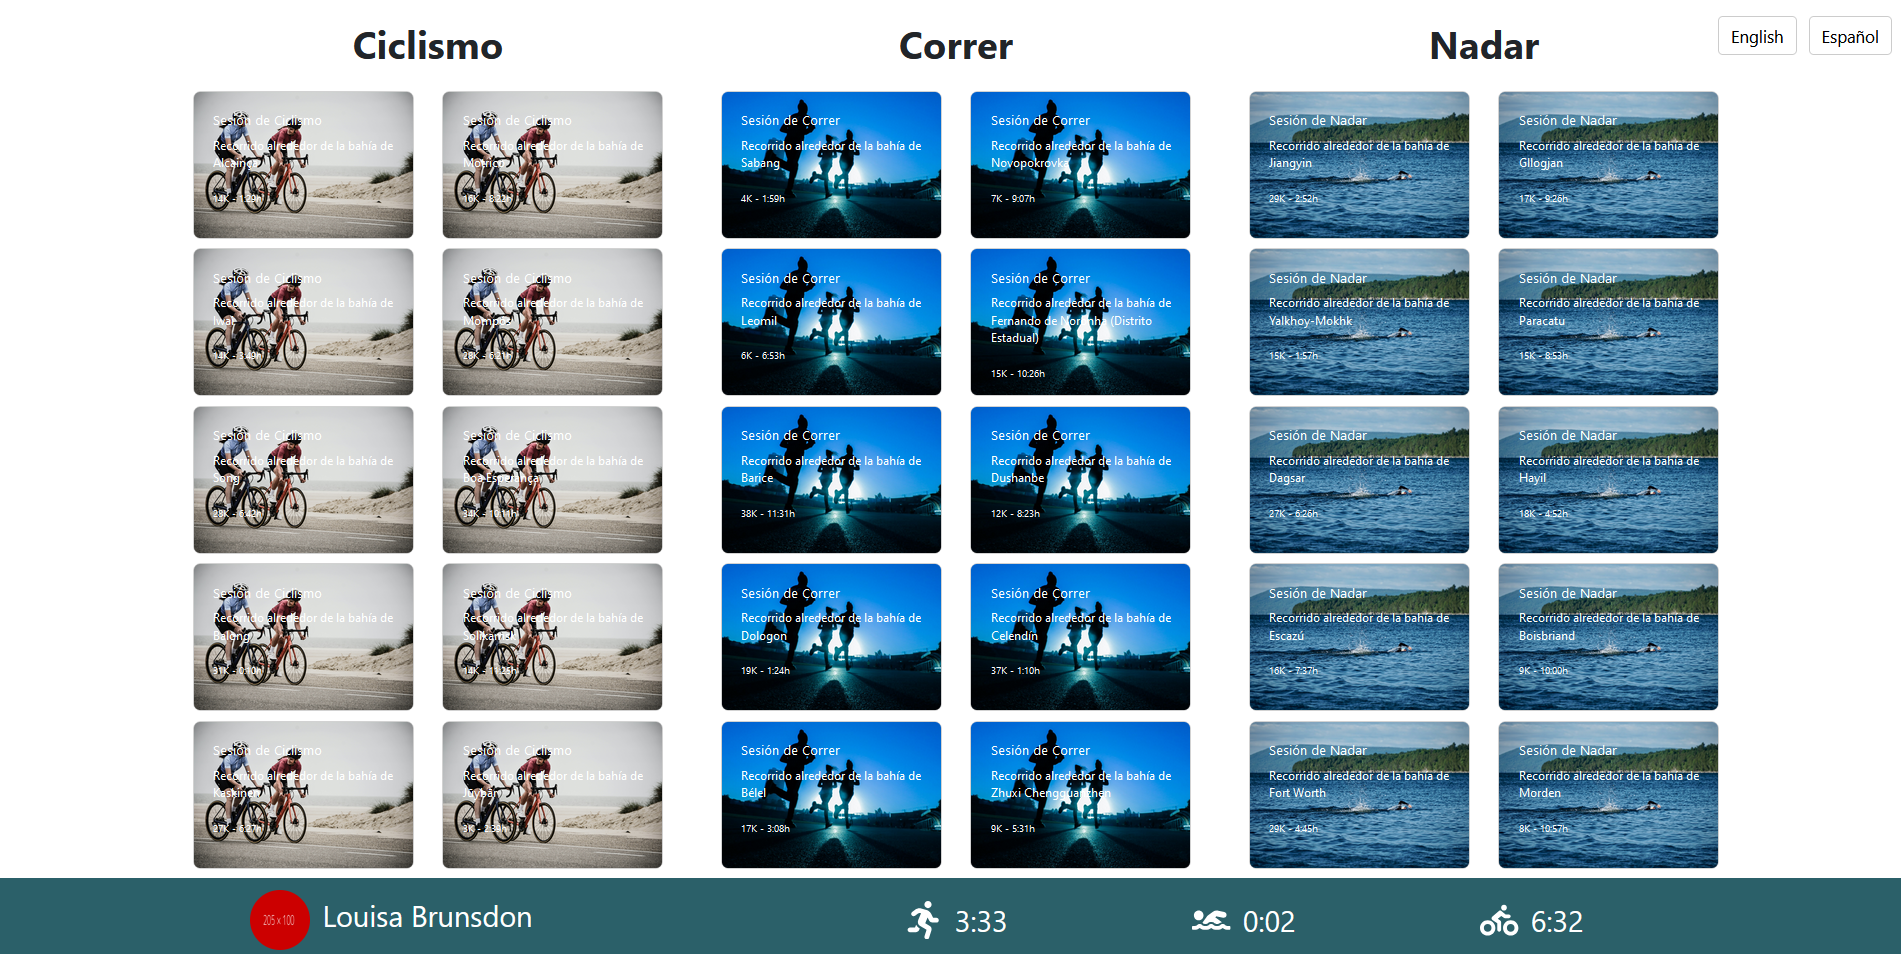 Ciclismo
Correr
Nadar
English
Español
Sesión de Ciclismo
Recorrido alrededor de la bahía de
14K - 1:29h
Sesión de Ciclismo
Recorrido alrededor de la bahía de
16K - 8:22h
Sesión de Correr
Recorrido alrededor de la bahía de
Sabang
4K - 1:59h
Sesión de Correr
Recorrido alrededor de la bahía de
Novopokrovka
7K - 9:07h
Sesión de Nadar
Recorrido alrededor de la bahía de
Jiangyin
29K - 2:52h
Sesión de Nadar
Recorrido alrededor de la bahía de
Gllogjan
17K - 9:26h
Sesión de Ciclismo
Recorrido alrededor de la bahía de
Iwai
14K - 3:49h
Sesión de Ciclismo
Recorrido alrededor de la bahía de
28K - 6:21h
Sesión de Correr
Recorrido alrededor de la bahía de
Leomil
6K - 6:53h
Sesión de Correr
Recorrido alrededor de la bahía de
Fernando de Noronha (Distrito
Estadual)
15K - 10:26h
Sesión de Nadar
Recorrido alrededor de la bahía de
Yalkhoy-Mokhk
15K - 1:57h
Sesión de Nadar
Recorrido alrededor de la bahía de
Paracatu
15K - 8:53h
Sesión de Ciclismo
Recorrido alrededor de la bahía de
Song
28K - 6:42h
Sesión de Ciclismo
Recorrido alrededor de la bahía de
Boa Esperança
34K - 10:11h
Sesión de Correr
Recorrido alrededor de la bahía de
Barice
38K - 11:31h
Sesión de Correr
Recorrido alrededor de la bahía de
Dushanbe
12K - 8:23h
Sesión de Nadar
Recorrido alrededor de la bahía de
Dagsar
27K - 6:26h
Sesión de Nadar
Recorrido alrededor de la bahía de
Hayil
18K - 4:52h
Sesión de Ciclismo
Recorrido alrededor de la bahía de
Balong
31K - 0:10h
Sesión de Ciclismo
Recorrido alrededor de la bahía de
Solikamsk
14K - 11:25h
Sesión de Correr
Recorrido alrededor de la bahía de
Dologon
19K - 1:24h
Sesión de Correr
Recorrido alrededor de la bahía de
Celendín
37K - 1:10h
Sesión de Nadar
Recorrido alrededor de la bahía de
Escazú
16K - 7:37h
Sesión de Nadar
Recorrido alrededor de la bahía de
Boisbriand
9K - 10:00h
Sesión de Ciclismo
Recorrido alrededor de la bahía de
Kaskinen
27K - 6:27h
Sesión de Ciclismo
Recorrido alrededor de la bahía de
Jūybār
3K - 2:39h
Sesión de Correr
Recorrido alrededor de la bahía de
Bélel
17K - 3:08h
Sesión de Correr
Recorrido alrededor de la bahía de
Zhuxi Chengguanzhen
9K - 5:31h
Sesión de Nadar
Recorrido alrededor de la bahía de
Fort Worth
29K - 4:45h
Sesión de Nadar
Recorrido alrededor de la bahía de
Morden
8K - 10:57h
205 x 100
Louisa Brunsdon
3:33
0:02
6:32